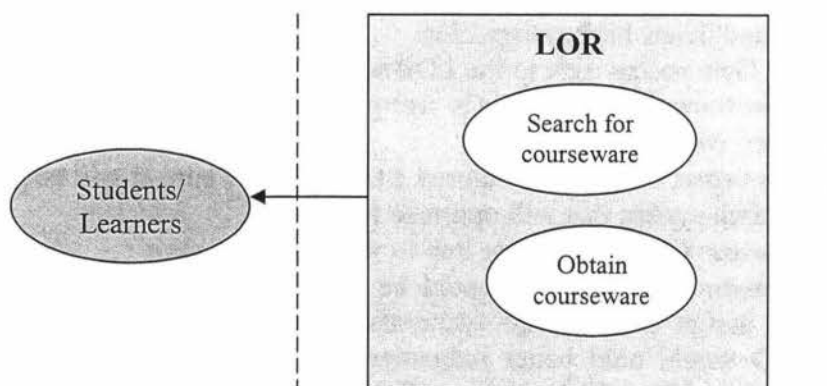 LOR
Search for
courseware
Students/
Learners
Obtain
courseware